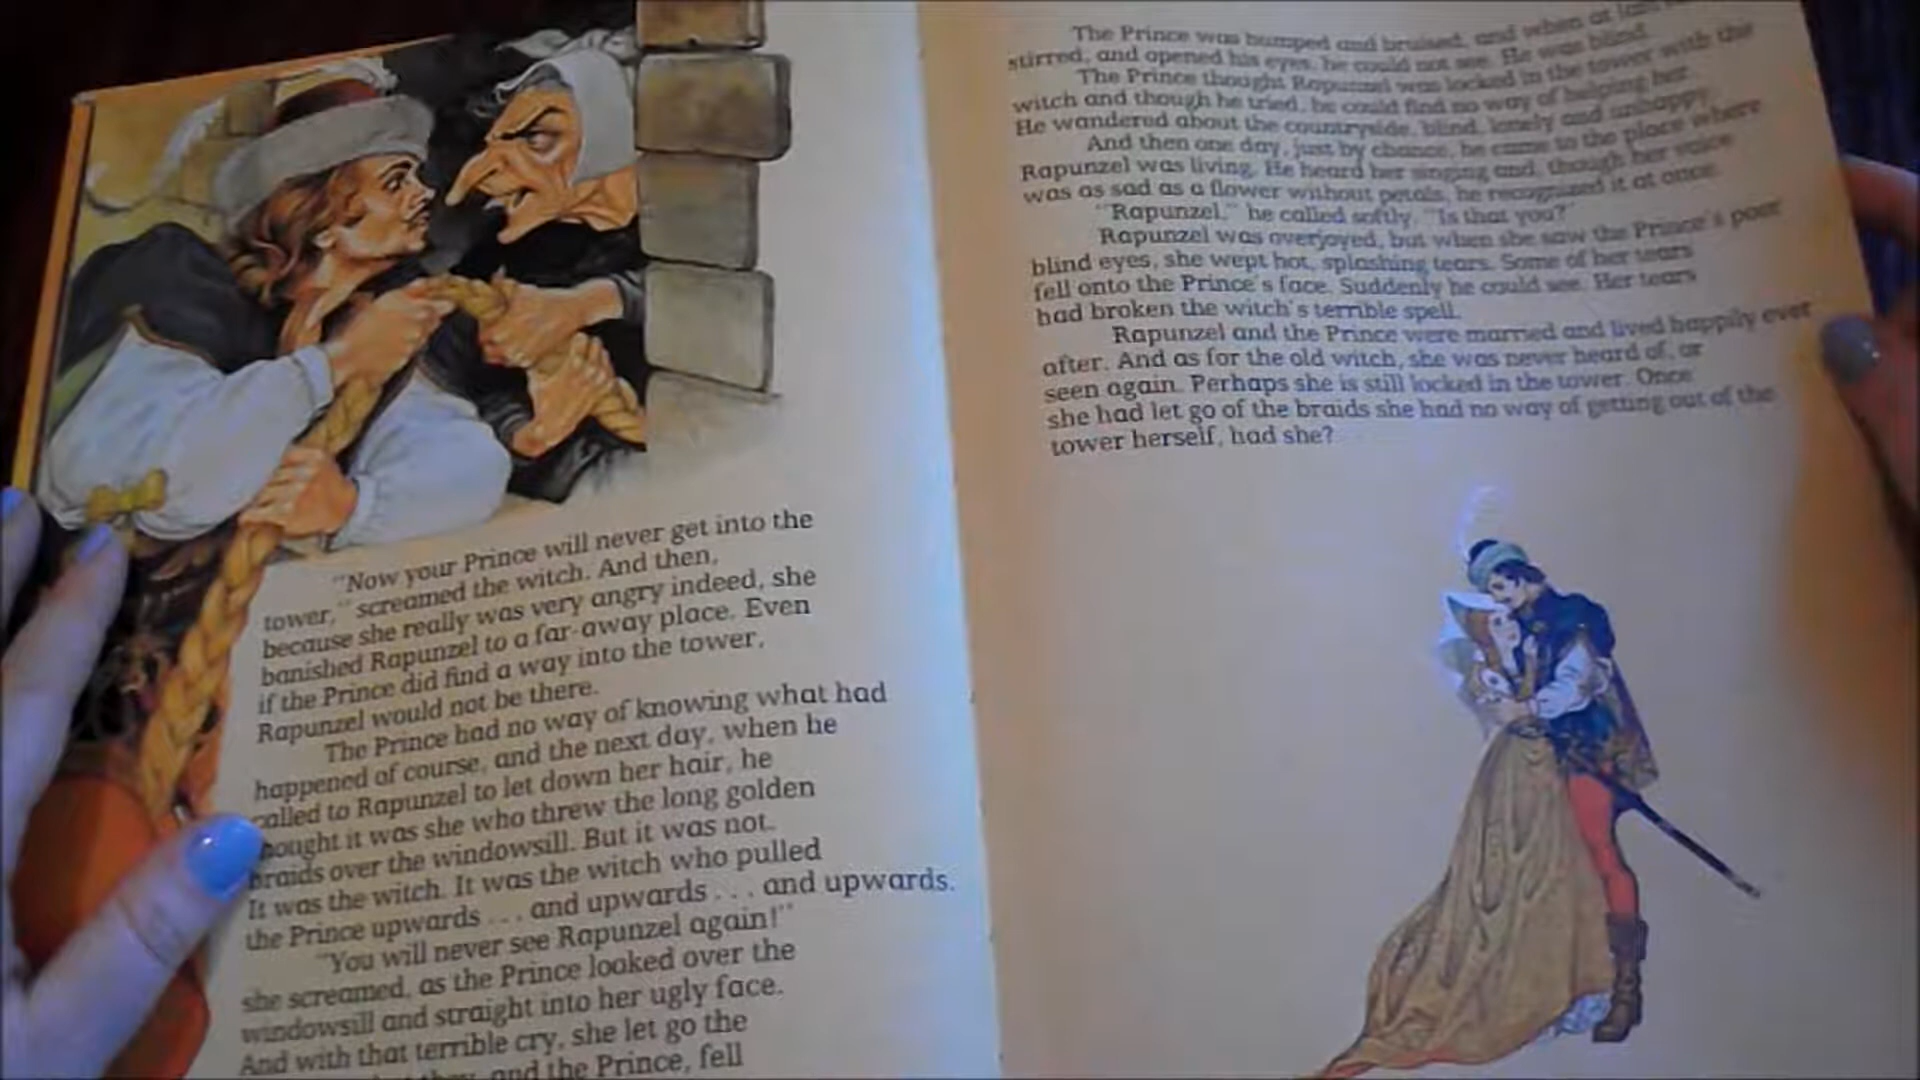 "Now your Prince will never get into the
tower," screamed the witch. And then,
because she really was very angry indeed, she
banished Rapunzel to a far-away place. Even
if the Prince did find a way into the tower,
Rapunzel would not be there.
The Prince had no way of knowing what had
happened of course, and the next day, when he
called to Rapunzel to let down her hair, he
hought it was she who threw the long golden
braids over the windowsill. But it was not.
It was the witch. It was the witch who pulled
the Prince upwards . . . and upwards . . . and upwards.
"You will never see Rapunzel again!"
she screamed, as the Prince looked over the
windowsill and straight into her ugly face.
And with that terrible cry, she let go the
they, and the Prince, fell
The Prince was bumped and bruised, and when at last
stirred, and opened his eyes, he could not see. He was blind.
The Prince thought Rapunzel was locked in the tower with the
witch and though he tried, he could find no way of helping her.
He wandered about the countryside, blind, lonely and unhappy.
And then one day, just by chance, he came to the place where
Rapunzel was living. He heard her singing and, though her voice
was as sad as a flower without petals, he recognised it at once.
"Rapunzel," he called softly, "Is that you?"
Rapunzel was overjoyed, but when she saw the Prince's poor
blind eyes, she wept hot, splashing tears. Some of her tears
fell onto the Prince's face. Suddenly he could see. Her tears
had broken the witch's terrible spell.
Rapunzel and the Prince were married and lived happily ever
after. And as for the old witch, she was never heard of, or
seen again. Perhaps she is still locked in the tower. Once
she had let go of the braids she had no way of getting out of the
tower herself, had she?